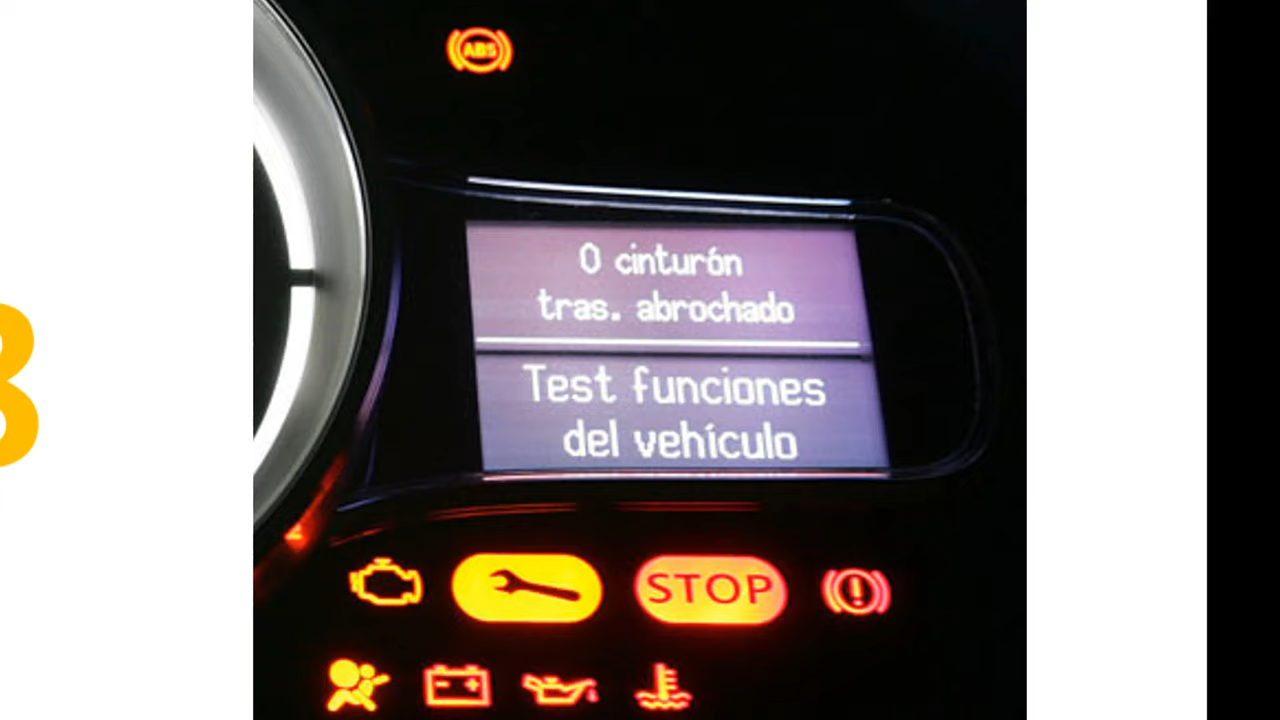 ABS
0 cinturón
tras. abrochado
Test funciones
del vehículo
STOP